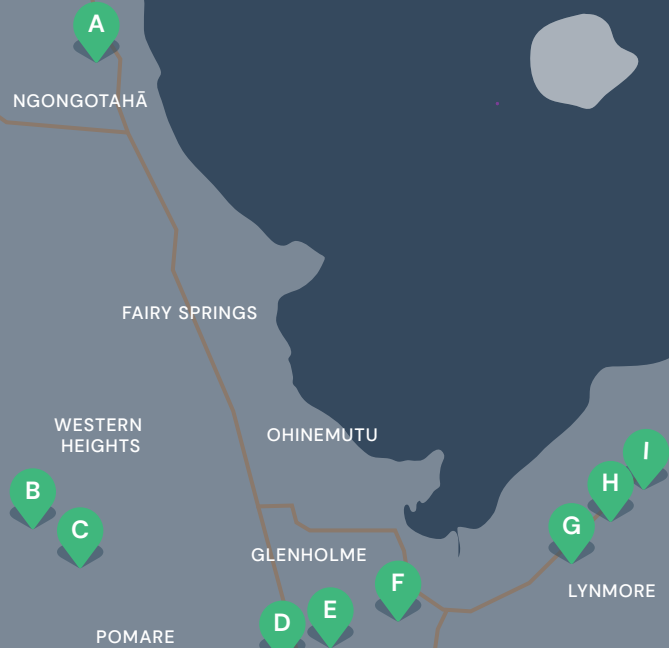 A
NGONGOTAHĀ
FAIRY SPRINGS
WESTERN
HEIGHTS
OHINEMUTU
I
H
B
G
C
GLENHOLME
F
LYNMORE
E
D
POMARE